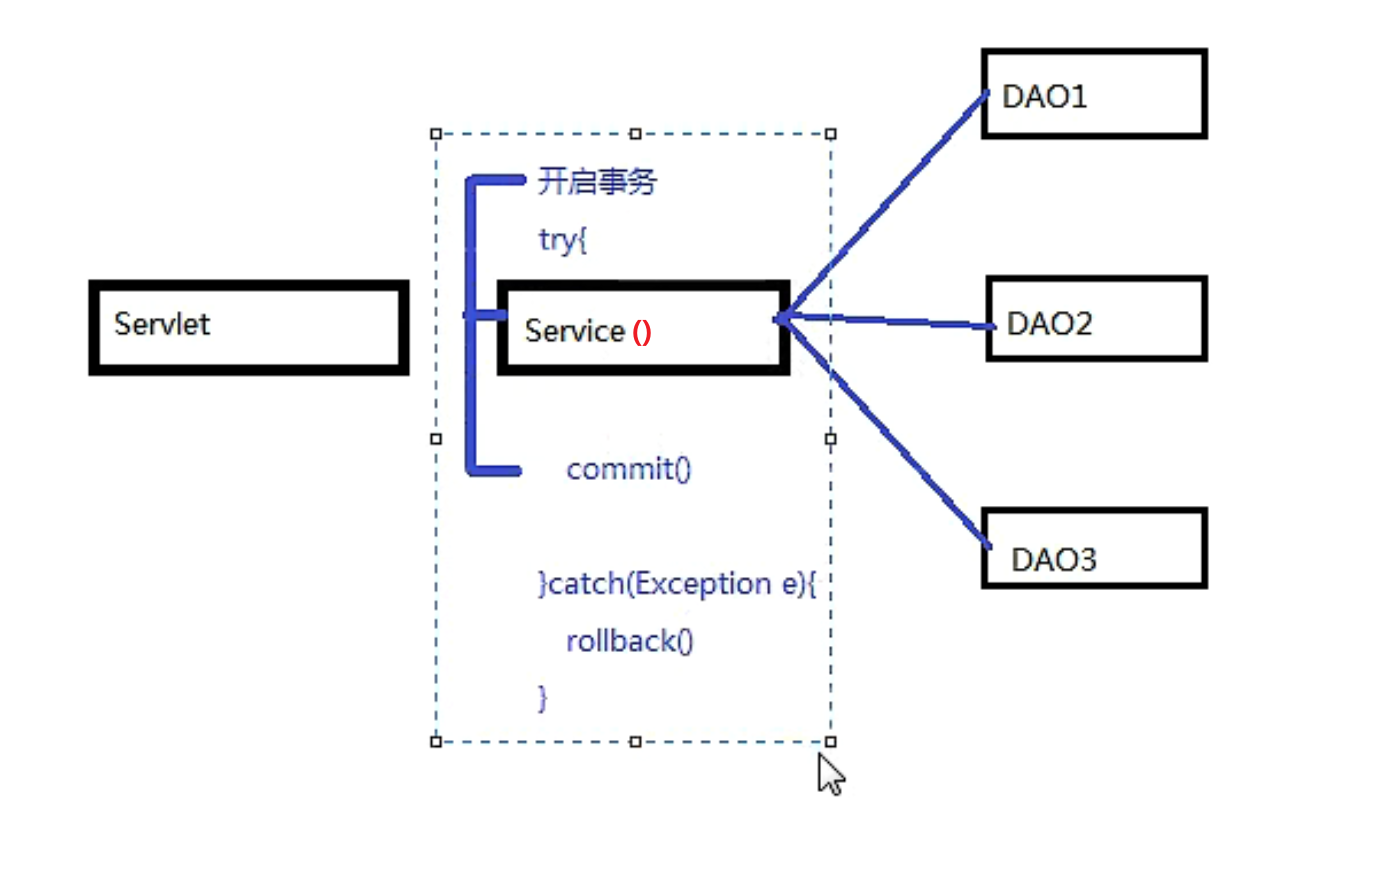 Servlet
开启事务
try{
Service ()
commit()
}catch(Exception e){
rollback()
}
DAO1
DAO2
DAO3